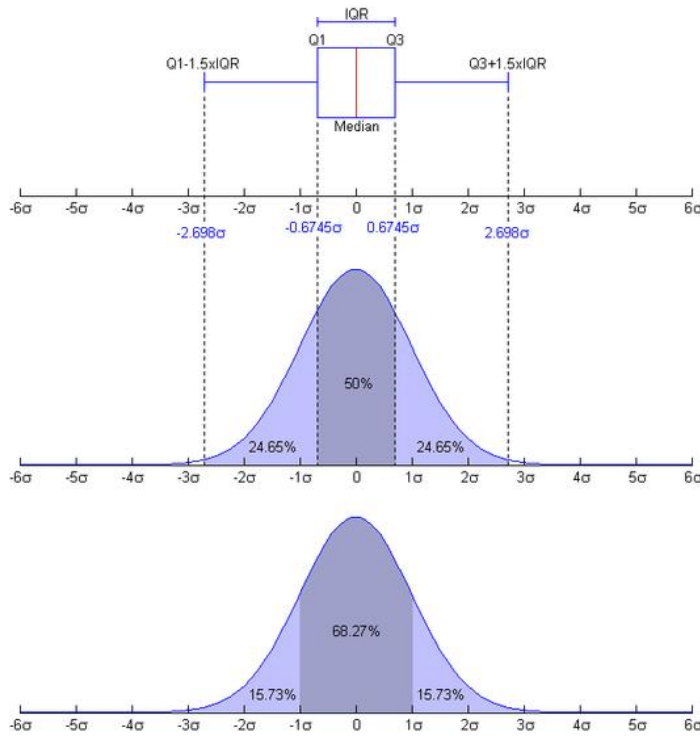 IQR
Q1 Q3
Q1-1.5xIQR Q3+1.5xIQR
Median
-6σ -5σ -4σ -3σ -2σ -1σ 0 1σ 2σ 3σ 4σ 5σ 6σ
-2.698σ -0.6745σ 0.6745σ 2.698σ
50%
24.65% 24.65%
-6σ -5σ -4σ -3σ -2σ -1σ 0 1σ 2σ 3σ 4σ 5σ 6σ
68.27%
15.73% 15.73%
-6σ -5σ -4σ -3σ -2σ -1σ 0 1σ 2σ 3σ 4σ 5σ 6σ